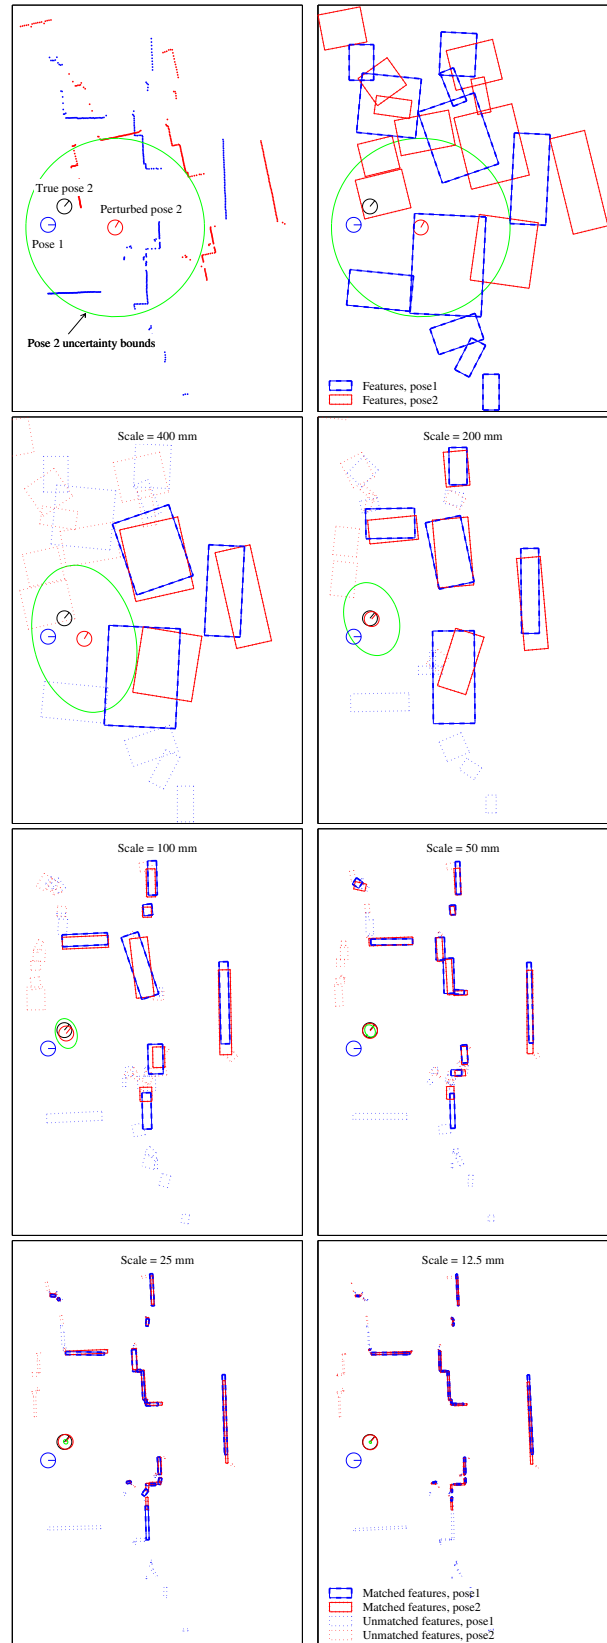 True pose 2
Perturbed pose 2
Pose 1
Pose 2 uncertainty bounds
Features, pose1
Features, pose2
Scale = 400 mm
Scale = 200 mm
Scale = 100 mm
Scale = 50 mm
Scale = 25 mm
Scale = 12.5 mm
Matched features, pose1
Matched features, pose2
Unmatched features, pose1
Unmatched features, pose2